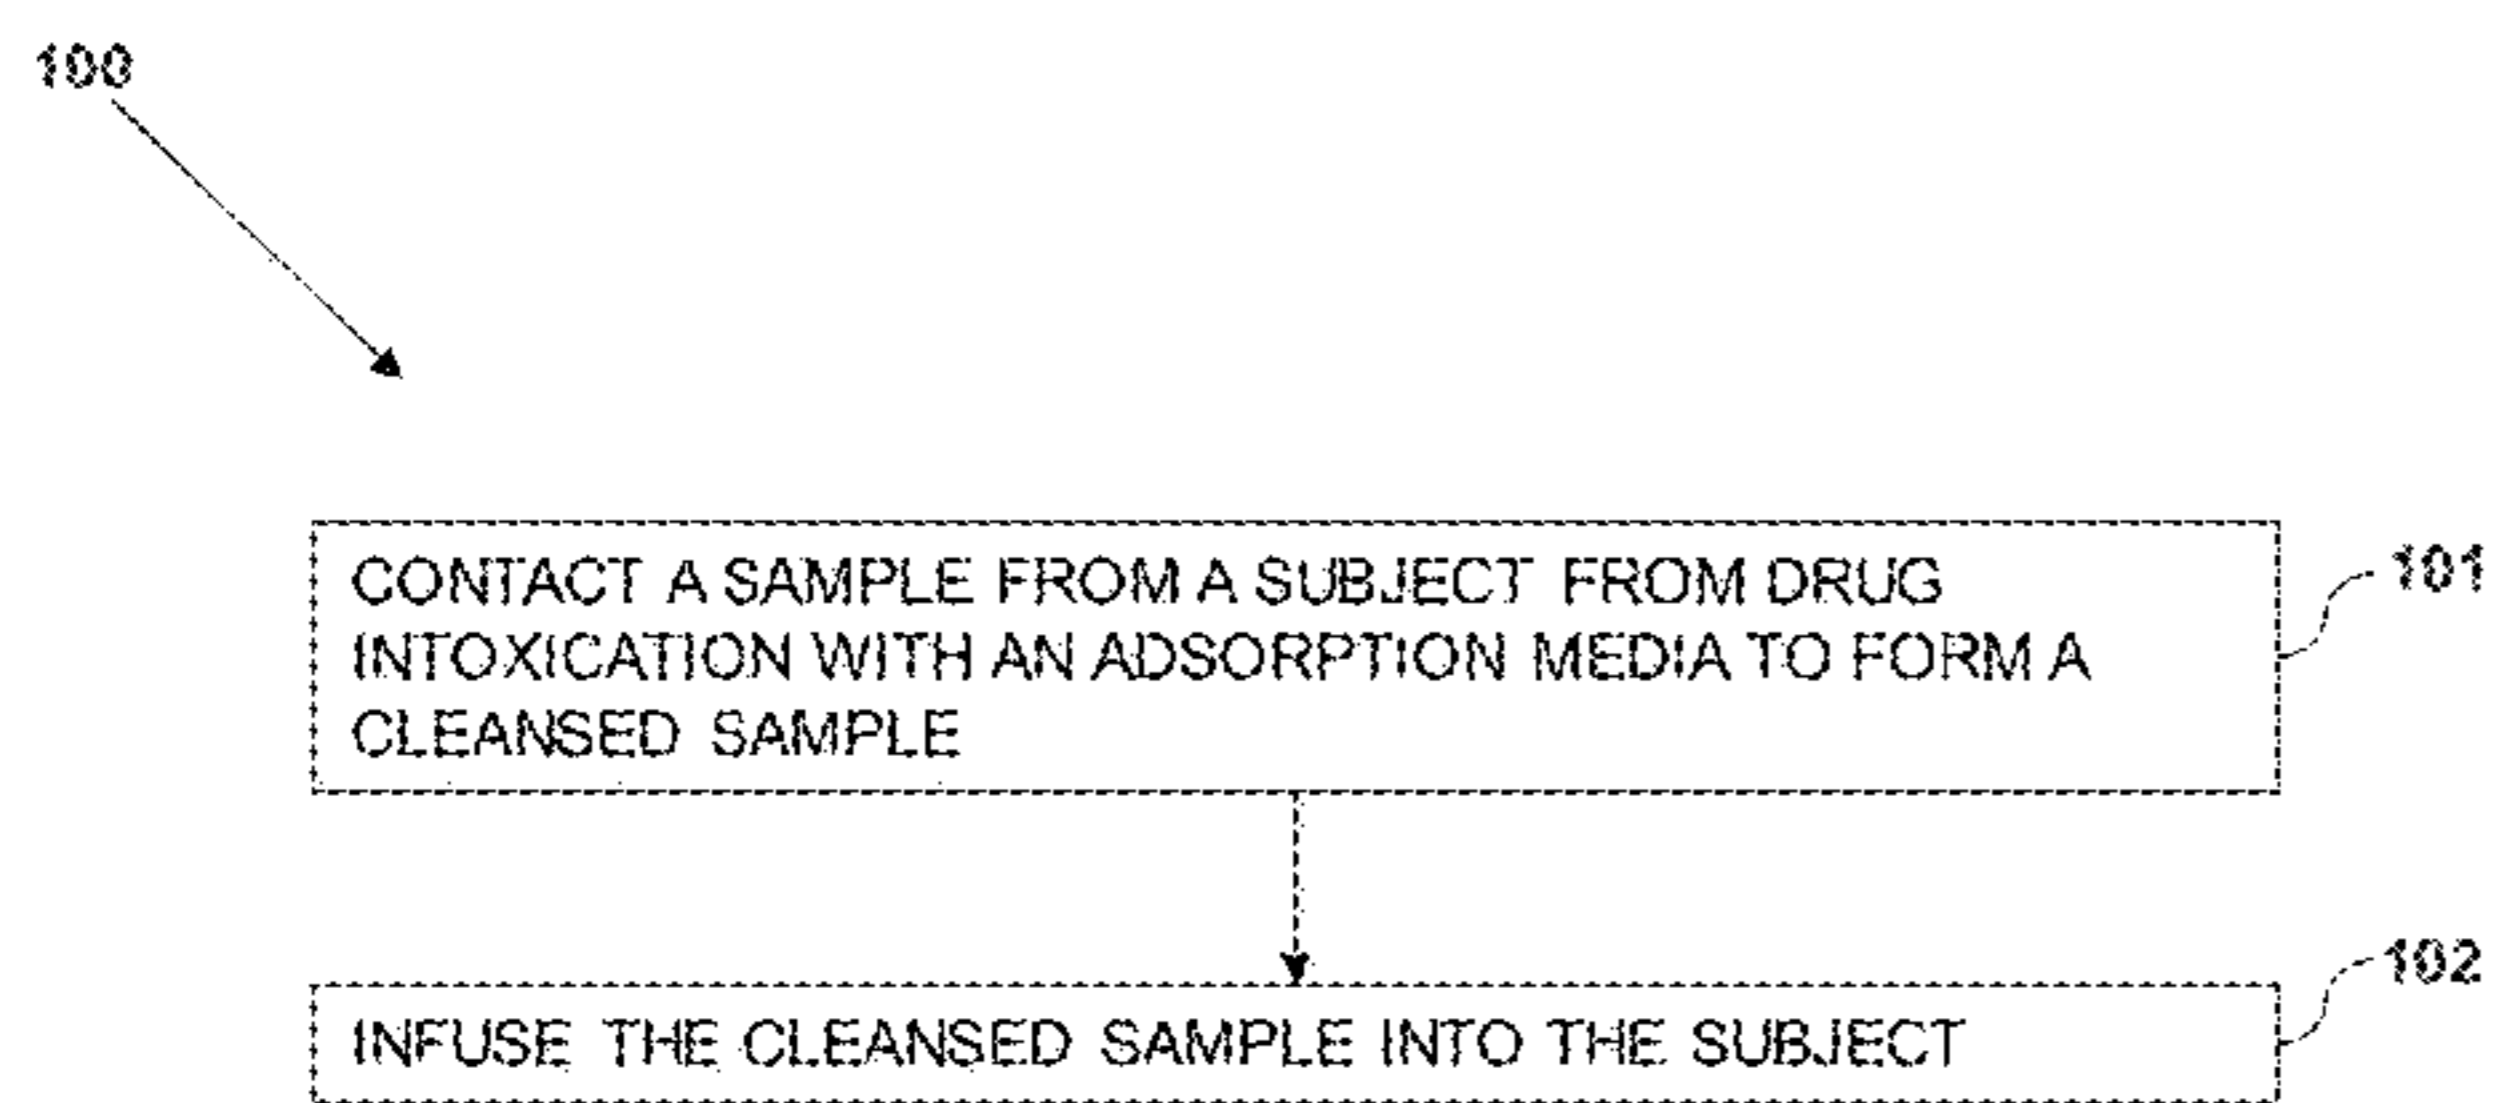 100
CONTACT A SAMPLE FROM A SUBJECT FROM DRUG
101
INTOXICATION WITH AN ADSORPTION MEDIA TO FORM A
CLEANSED SAMPLE
102
INFUSE THE CLEANSED SAMPLE INTO THE SUBJECT